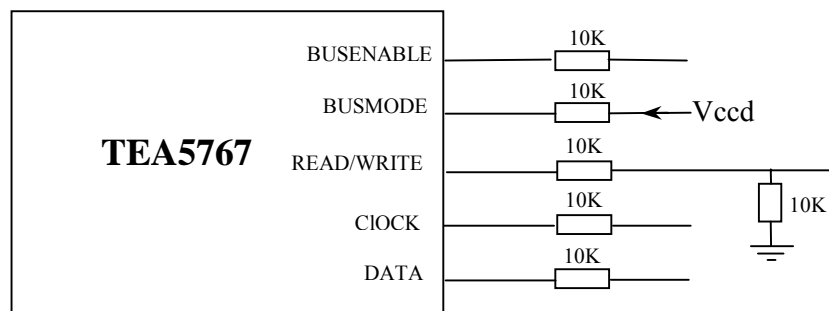 10K
BUSENABLE
10K
BUSMODE
Vccd
TEA5767
10K
READ/WRITE
10K
10K
ClOCK
10K
DATA